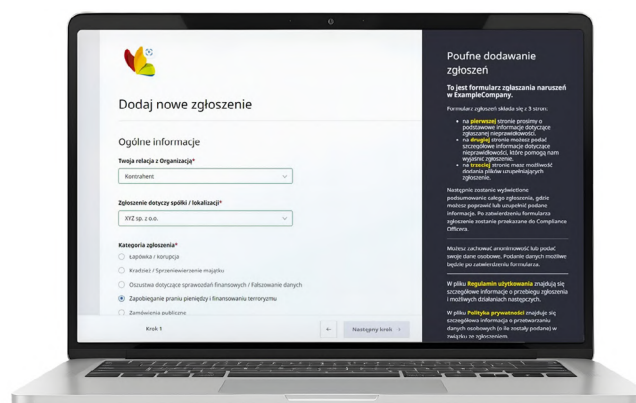 Dodaj nowe zgłoszenie
Ogólne informacje
Twoja relacja z Organizacją*
Kontrahent
Zgłoszenie dotyczy spółki / lokalizacji*
XYZ sp. z o.o.
Kategoria zgłoszenia*
Łapówka / korupcja
Kradzież / Sprzeniewierzenie majątku
Oszustwa dotyczące sprawozdań finansowych / Fałszowanie danych
Zapobieganie praniu pieniędzy i finansowaniu terroryzmu
Zamówienia publiczne
Krok 1
Następny krok
Poufne dodawanie
zgłoszeń
To jest formularz zgłaszania naruszeń
w ExampleCompany.
Formularz zgłoszeń składa się z 3 stron:
na pierwszej stronie prosimy o
podstawowe informacje dotyczące
zgłaszanej nieprawidłowości.
na drugiej stronie możesz podać
szczegółowe informacje dotyczące
nieprawidłowości, które pomogą nam
wyjaśnić zgłoszenie.
na trzeciej stronie masz możliwość
dodania plików uzupełniających
zgłoszenie.
Następnie zostanie wyświetlone
podsumowanie całego zgłoszenia, gdzie
możesz poprawić lub uzupełnić podane
informacje. Po zatwierdzeniu formularza
zgłoszenie zostanie przekazane do Compliance
Officera.
Możesz zachować anonimowość lub podać
swoje dane osobowe. Podanie danych możliwe
będzie po zatwierdzeniu formularza.
W pliku Regulamin użytkowania znajdują się
szczegółowe informacje o przebiegu zgłoszenia
i możliwych działaniach następczych.
W pliku Polityka prywatności znajduje się
szczegółowa informacja o przetwarzaniu
danych osobowych (o ile zostały podane) w
związku ze zgłoszeniem.